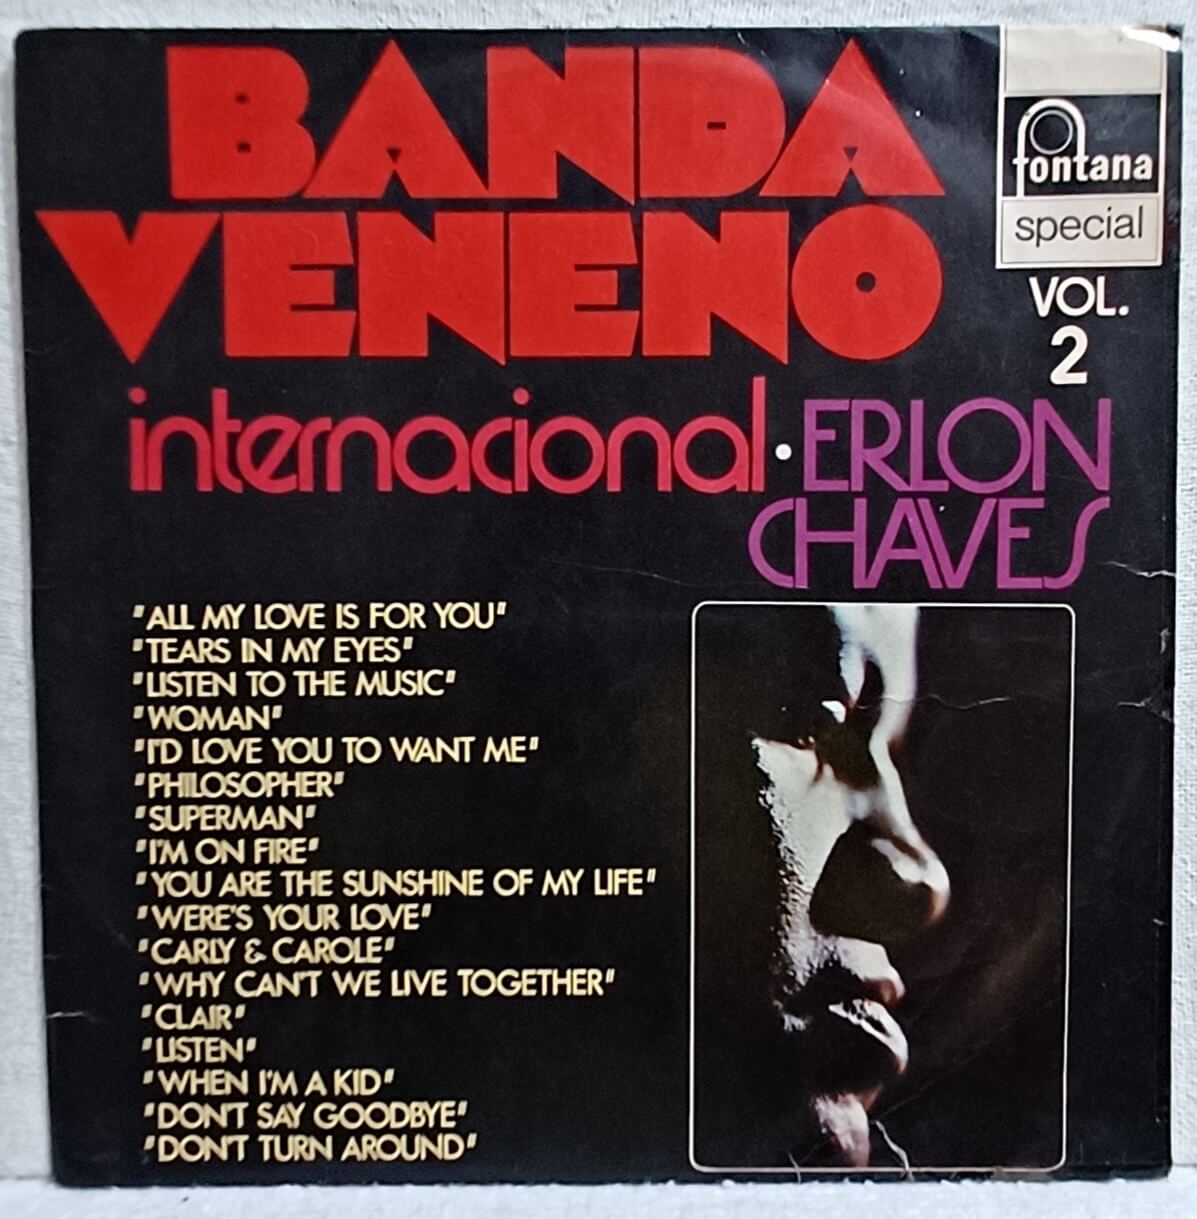 BANDA
VENENO
fontana
special
VOL.
2
internacional · ERLON
CHAVES
"ALL MY LOVE IS FOR YOU"
"TEARS IN MY EYES"
"LISTEN TO THE MUSIC"
"WOMAN"
"I'D LOVE YOU TO WANT ME"
"PHILOSOPHER"
"SUPERMAN"
"I'M ON FIRE"
"YOU ARE THE SUNSHINE OF MY LIFE"
"WERE'S YOUR LOVE"
"CARLY & CAROLE"
"WHY CAN'T WE LIVE TOGETHER"
"CLAIR"
"LISTEN"
"WHEN I'M A KID"
"DON'T SAY GOODBYE"
"DON'T TURN AROUND"